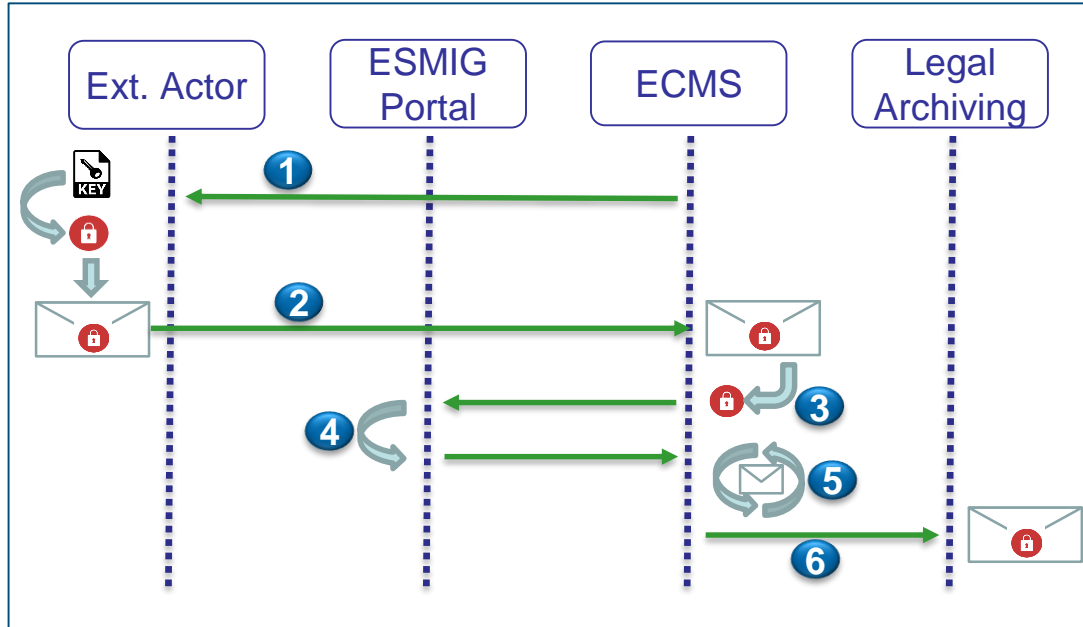 Ext. Actor
ESMIG
Portal
ECMS
Legal
Archiving
KEY
1
2
3
4
5
6